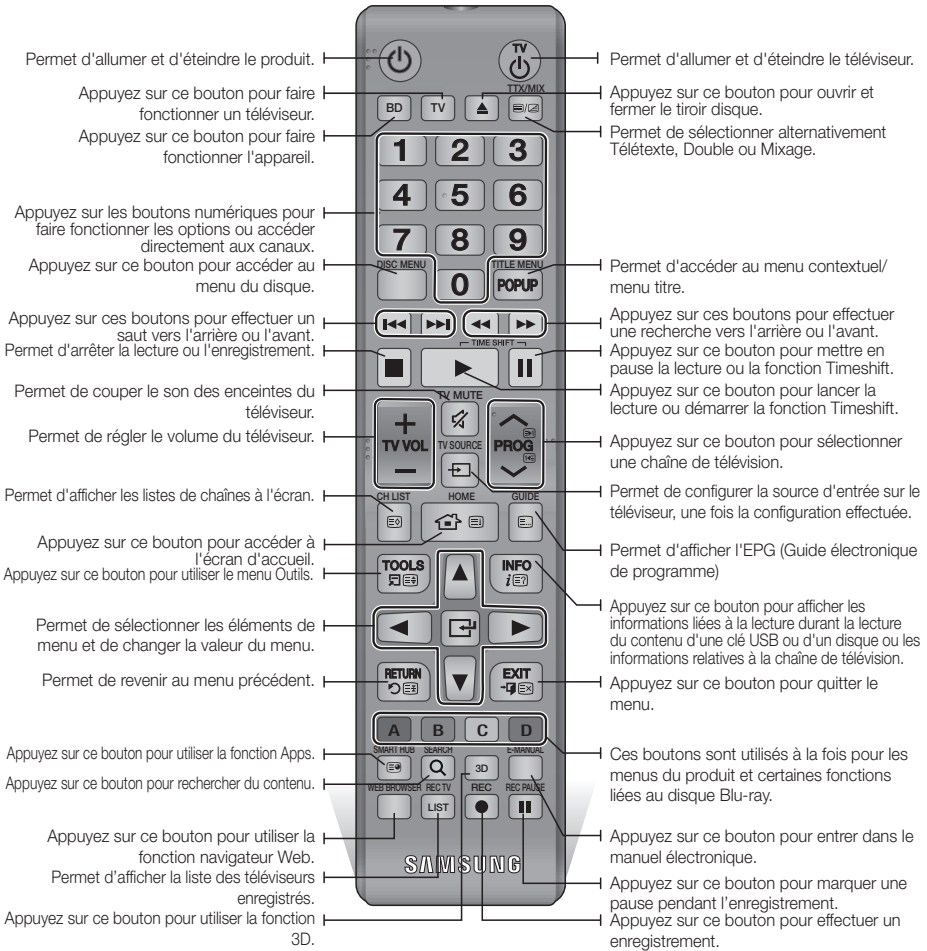 Permet d'allumer et d'éteindre le produit.
Appuyez sur ce bouton pour faire
fonctionner un téléviseur.
Appuyez sur ce bouton pour faire
fonctionner l'appareil.
Appuyez sur les boutons numériques pour
faire fonctionner les options ou accéder
directement aux canaux.
Appuyez sur ce bouton pour accéder au
menu du disque.
Appuyez sur ces boutons pour effectuer un
saut vers l'arrière ou l'avant.
Permet d'arrêter la lecture ou l'enregistrement.
Permet de couper le son des enceintes du
téléviseur.
Permet de régler le volume du téléviseur.
Permet d'afficher les listes de chaînes à l'écran.
Appuyez sur ce bouton pour accéder à
l'écran d'accueil.
Appuyez sur ce bouton pour utiliser le menu Outils.
Permet de sélectionner les éléments de
menu et de changer la valeur du menu.
Permet de revenir au menu précédent.
Appuyez sur ce bouton pour utiliser la fonction Apps.
Appuyez sur ce bouton pour rechercher du contenu.
Appuyez sur ce bouton pour utiliser la
fonction navigateur Web.
Permet d'afficher la liste des téléviseurs
enregistrés.
Appuyez sur ce bouton pour utiliser la fonction
3D.
TV
TTX/MIX
BD TV
1 2 3
4 5 6
7 8 9
DISC MENU TITLE MENU
0 POPUP
TIME SHIFT
TV MUTE
+
TV VOL TV SOURCE PROG
−
CH LIST HOME GUIDE
TOOLS INFO
i
RETURN EXIT
A B C D
SMART HUB SEARCH E-MANUAL
3D
WEB BROWSER REC TV REC REC PAUSE
LIST
SAMSUNG
Permet d'allumer et d'éteindre le téléviseur.
Appuyez sur ce bouton pour ouvrir et
fermer le tiroir disque.
Permet de sélectionner alternativement
Télétexte, Double ou Mixage.
Permet d'accéder au menu contextuel/
menu titre.
Appuyez sur ces boutons pour effectuer
une recherche vers l'arrière ou l'avant.
Appuyez sur ce bouton pour mettre en
pause la lecture ou la fonction Timeshift.
Appuyez sur ce bouton pour lancer la
lecture ou démarrer la fonction Timeshift.
Appuyez sur ce bouton pour sélectionner
une chaîne de télévision.
Permet de configurer la source d'entrée sur le
téléviseur, une fois la configuration effectuée.
Permet d'afficher l'EPG (Guide électronique
de programme)
Appuyez sur ce bouton pour afficher les
informations liées à la lecture durant la lecture
du contenu d'une clé USB ou d'un disque ou les
informations relatives à la chaîne de télévision.
Appuyez sur ce bouton pour quitter le
menu.
Ces boutons sont utilisés à la fois pour les
menus du produit et certaines fonctions
liées au disque Blu-ray.
Appuyez sur ce bouton pour entrer dans le
manuel électronique.
Appuyez sur ce bouton pour marquer une
pause pendant l'enregistrement.
Appuyez sur ce bouton pour effectuer un
enregistrement.